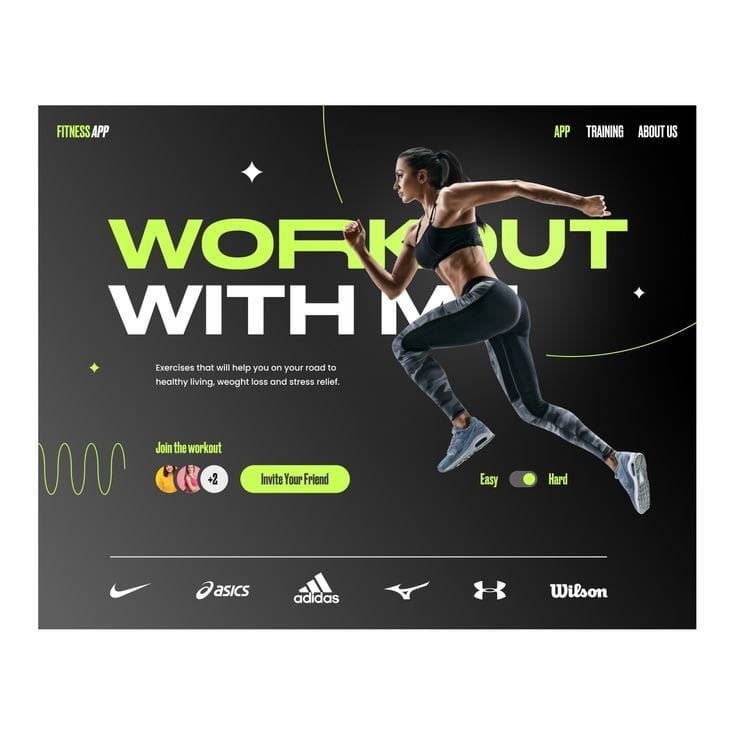 FITNESS APP
APP TRAINING ABOUT US
WORKOUT
WITH ME
Exercises that will help you on your road to
healthy living, weoght loss and stress relief.
Join the workout
+2
Invite Your Friend
Easy
Hard
asics
adidas
Wilson